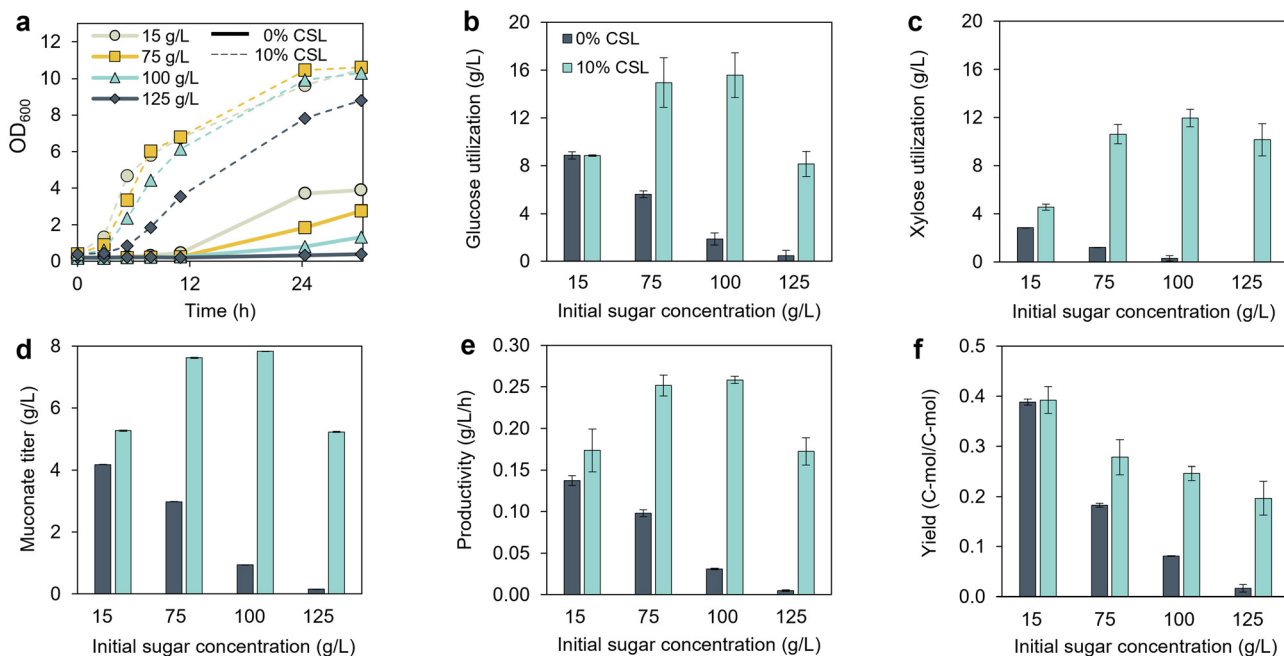 a
12
10
8
6
4
2
0
OD600
15 g/L
75 g/L
100 g/L
125 g/L
0% CSL
10% CSL
0
12
24
Time (h)
b
20
16
12
8
4
0
Glucose utilization (g/L)
0% CSL
10% CSL
15
75
100
125
Initial sugar concentration (g/L)
c
20
16
12
8
4
0
Xylose utilization (g/L)
15
75
100
125
Initial sugar concentration (g/L)
d
8
6
4
2
0
Muconate titer (g/L)
15
75
100
125
Initial sugar concentration (g/L)
e
0.30
0.25
0.20
0.15
0.10
0.05
0.00
Productivity (g/L/h)
15
75
100
125
Initial sugar concentration (g/L)
f
0.5
0.4
0.3
0.2
0.1
0.0
Yield (C-mol/C-mol)
15
75
100
125
Initial sugar concentration (g/L)